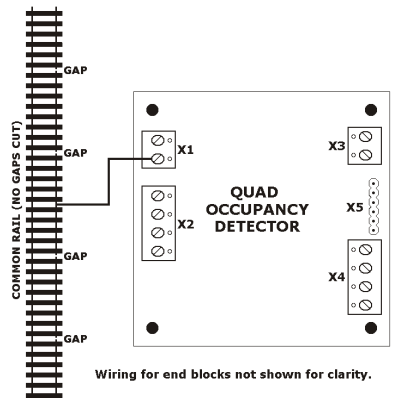 GAP
GAP
COMMON RAIL (NO GAPS CUT)
GAP
GAP
X1
X2
QUAD
OCCUPANCY
DETECTOR
X3
X5
X4
Wiring for end blocks not shown for clarity.